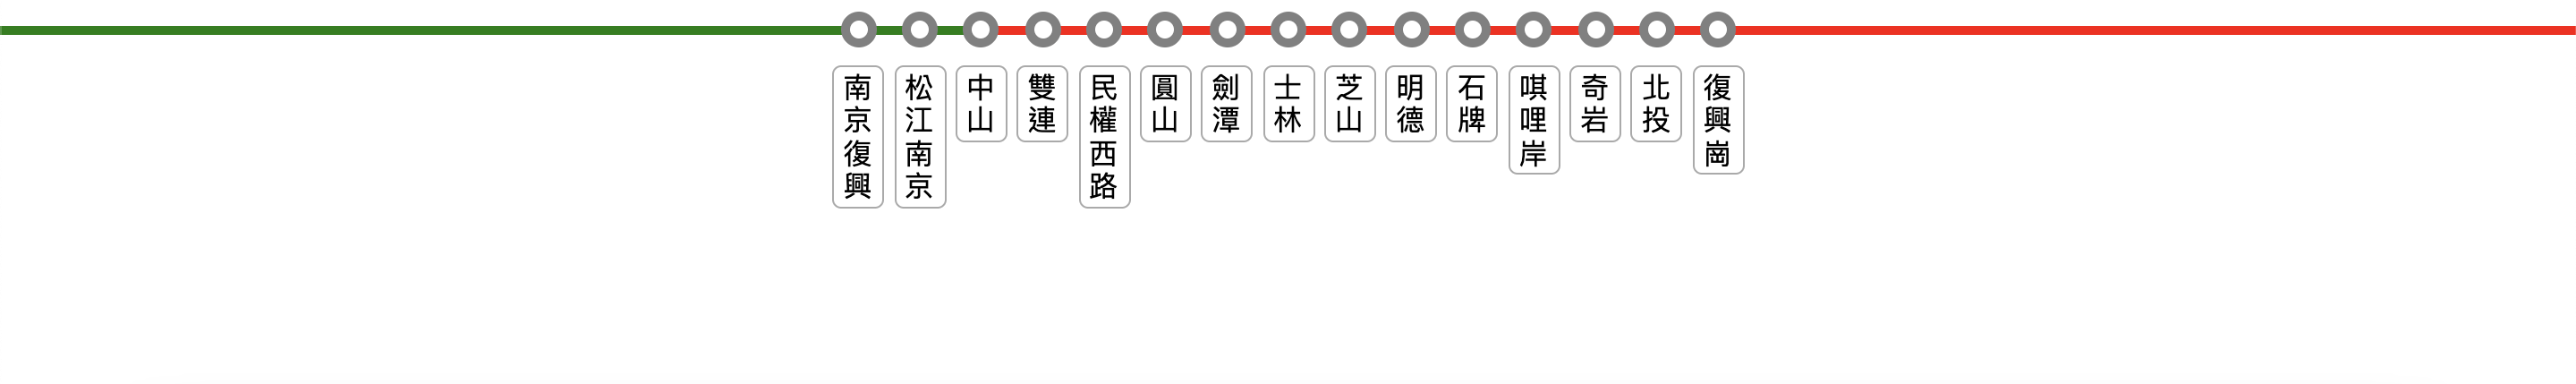 南京復興
松江南京
中山
雙連
民權西路
圓山
劍潭
士林
芝山
明德
石牌
唭哩岸
奇岩
北投
復興崗